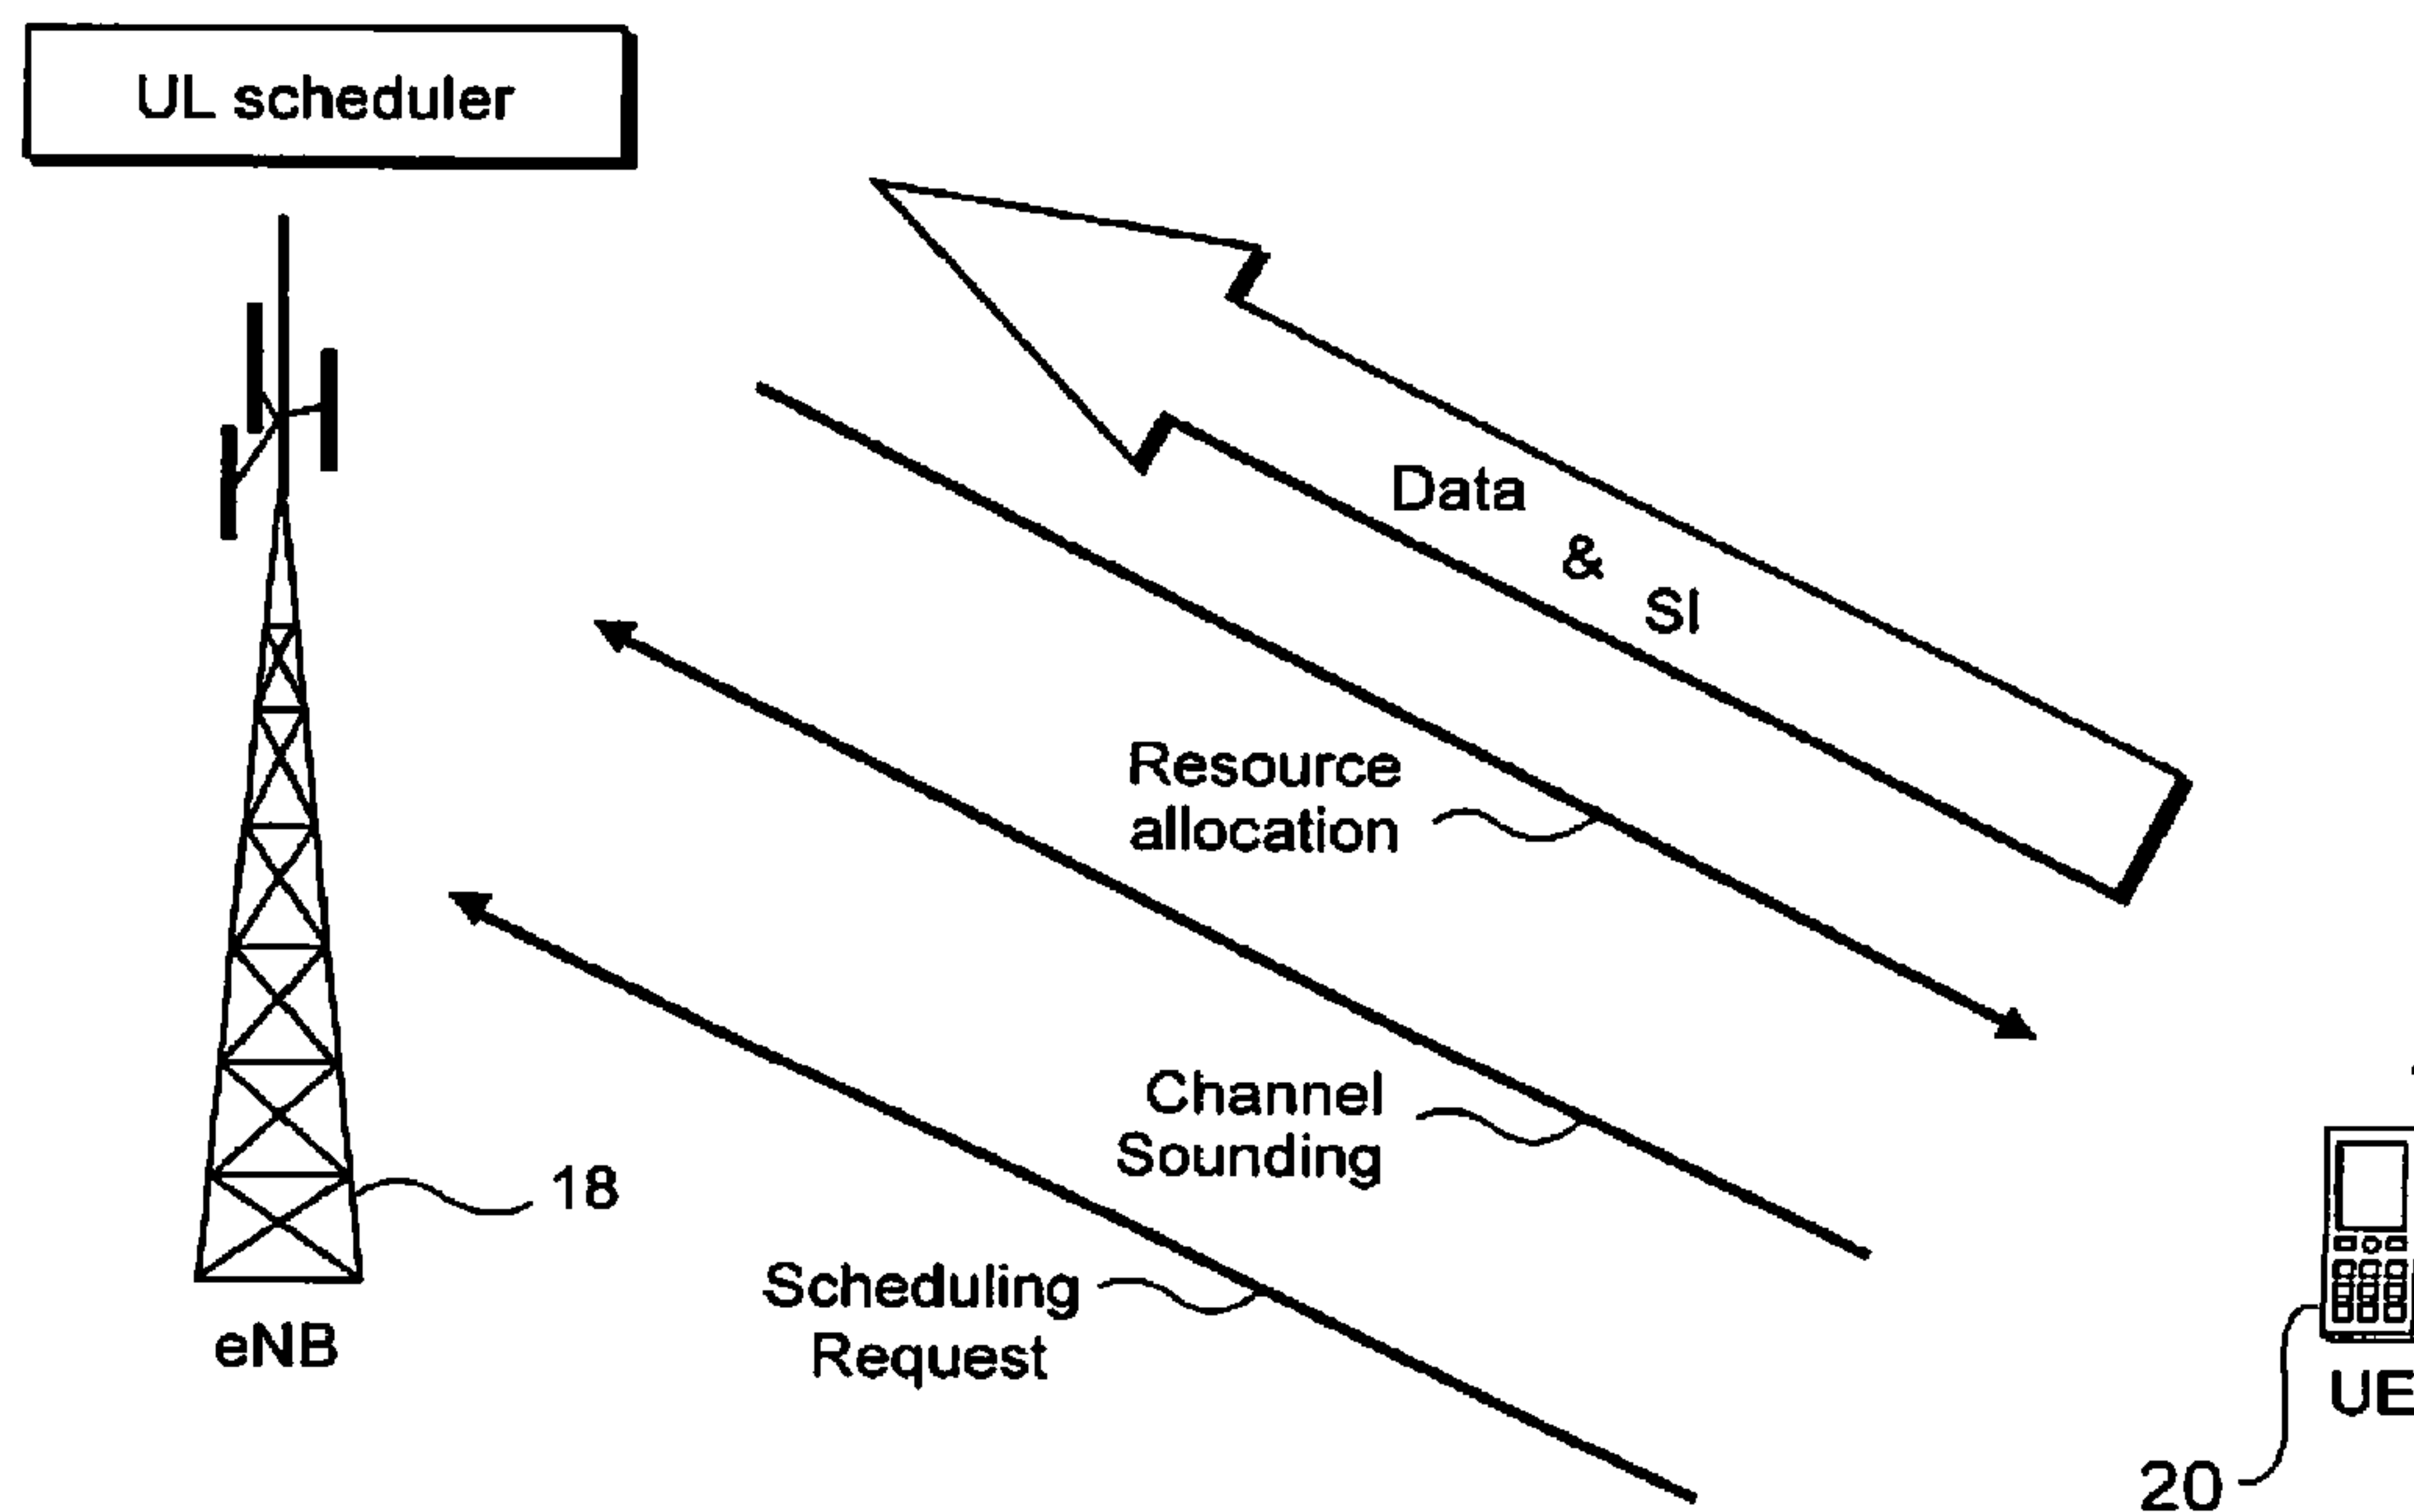 UL scheduler
Data
&
SI
Resource
allocation
Channel
Sounding
18
Scheduling
Request
eNB
UE
20